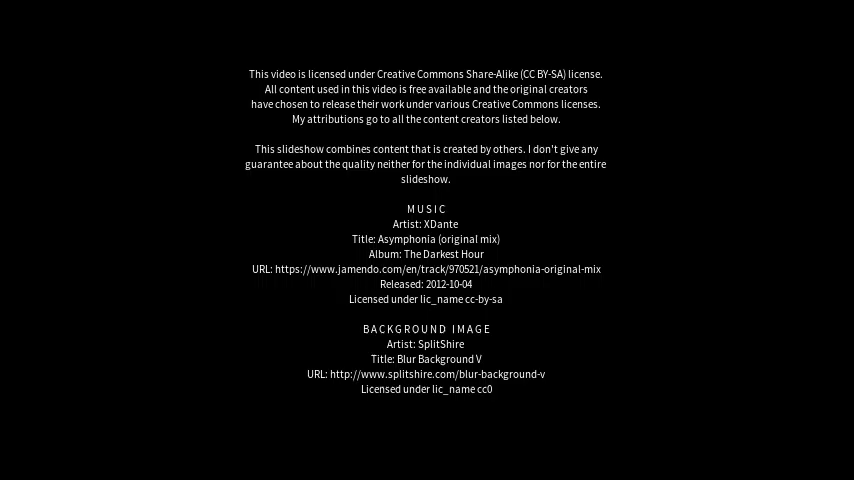 This video is licensed under Creative Commons Share-Alike (CC BY-SA) license.
All content used in this video is free available and the original creators
have chosen to release their work under various Creative Commons licenses.
My attributions go to all the content creators listed below.
This slideshow combines content that is created by others. I don't give any
guarantee about the quality neither for the individual images nor for the entire
slideshow.
MUSIC
Artist: XDante
Title: Asymphonia (original mix)
Album: The Darkest Hour
URL: https://www.jamendo.com/en/track/970521/asymphonia-original-mix
Released: 2012-10-04
Licensed under lic_name cc-by-sa
BACKGROUND IMAGE
Artist: SplitShire
Title: Blur Background V
URL: http://www.splitshire.com/blur-background-v
Licensed under lic_name cc0